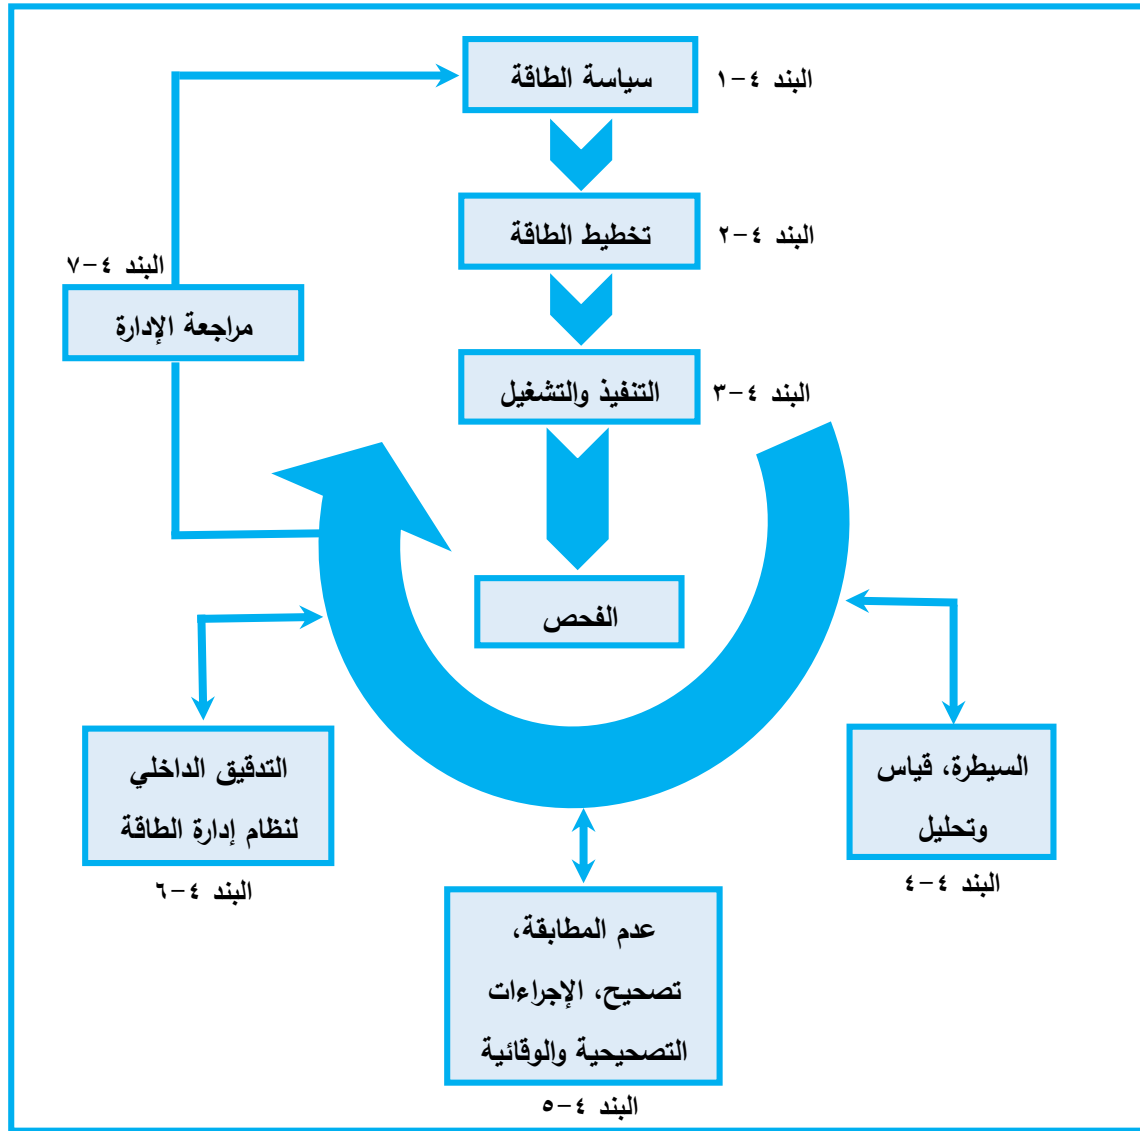 سياسة الطاقة
البند ٤-١
تخطيط الطاقة
البند ٤-٢
البند ٤-٧
مراجعة الإدارة
التنفيذ والتشغيل
البند ٤-٣
الفحص
السيطرة، قياس
وتحليل
البند ٤-٤
عدم المطابقة،
تصحيح، الإجراءات
التصحيحية والوقائية
البند ٤-٥
التدقيق الداخلي
لنظام إدارة الطاقة
البند ٤-٦